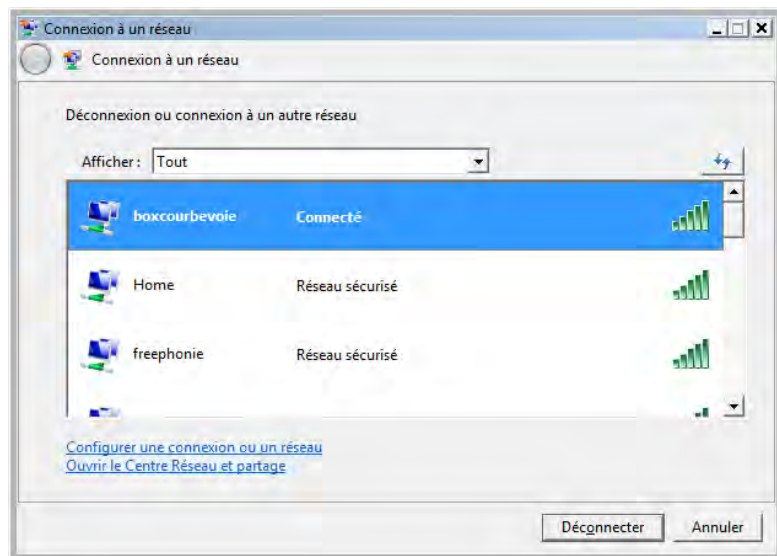 Connexion à un réseau
Connexion à un réseau
Déconnexion ou connexion à un autre réseau
Afficher : Tout
boxcourbevoie Connecté
Home Réseau sécurisé
freephonie Réseau sécurisé
Configurer une connexion ou un réseau
Ouvrir le Centre Réseau et partage
Déconnecter Annuler